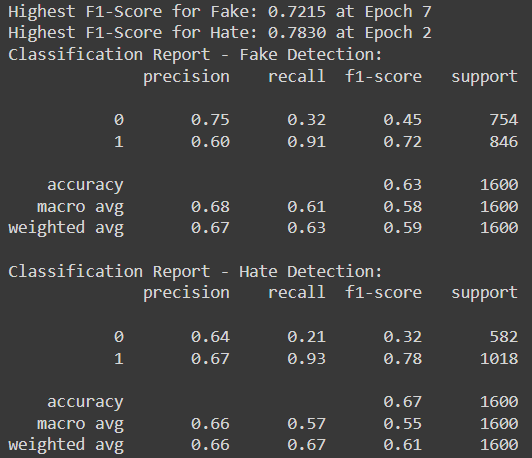 Highest F1-Score for Fake: 0.7215 at Epoch 7
Highest F1-Score for Hate: 0.7830 at Epoch 2
Classification Report - Fake Detection:
precision recall f1-score support
0 0.75 0.32 0.45 754
1 0.60 0.91 0.72 846
accuracy 0.63 1600
macro avg 0.68 0.61 0.58 1600
weighted avg 0.67 0.63 0.59 1600
Classification Report - Hate Detection:
precision recall f1-score support
0 0.64 0.21 0.32 582
1 0.67 0.93 0.78 1018
accuracy 0.67 1600
macro avg 0.66 0.57 0.55 1600
weighted avg 0.66 0.67 0.61 1600